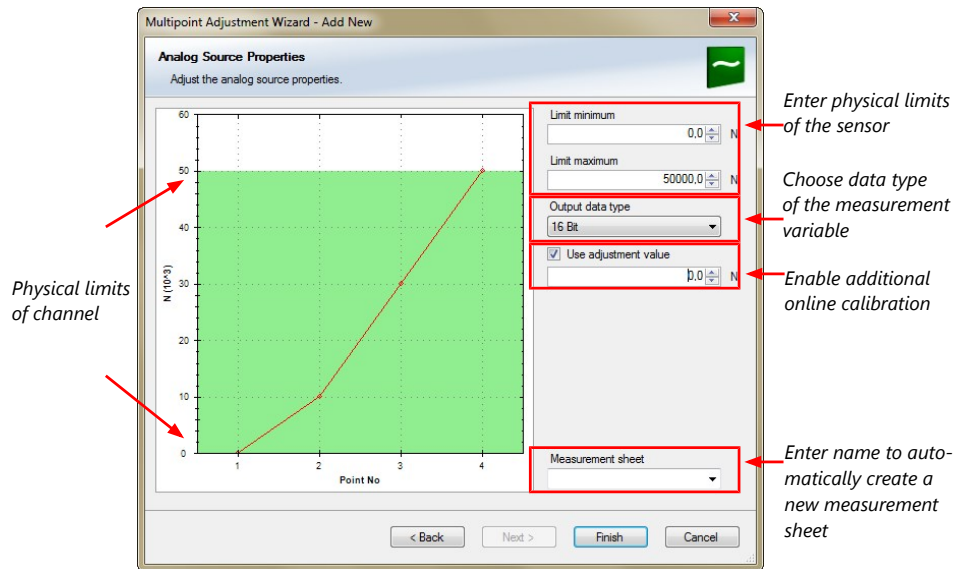 Multipoint Adjustment Wizard - Add New
Analog Source Properties
Adjust the analog source properties.
60
50
40
30
20
10
0
N (10^3)
1
2
3
4
Point No
Limit minimum
0,0
N
Limit maximum
50000,0
N
Output data type
16 Bit
Use adjustment value
0,0
N
Measurement sheet
< Back
Next >
Finish
Cancel
Physical limits
of channel
Enter physical limits
of the sensor
Choose data type
of the measurement
variable
Enable additional
online calibration
Enter name to auto-
matically create a
new measurement
sheet